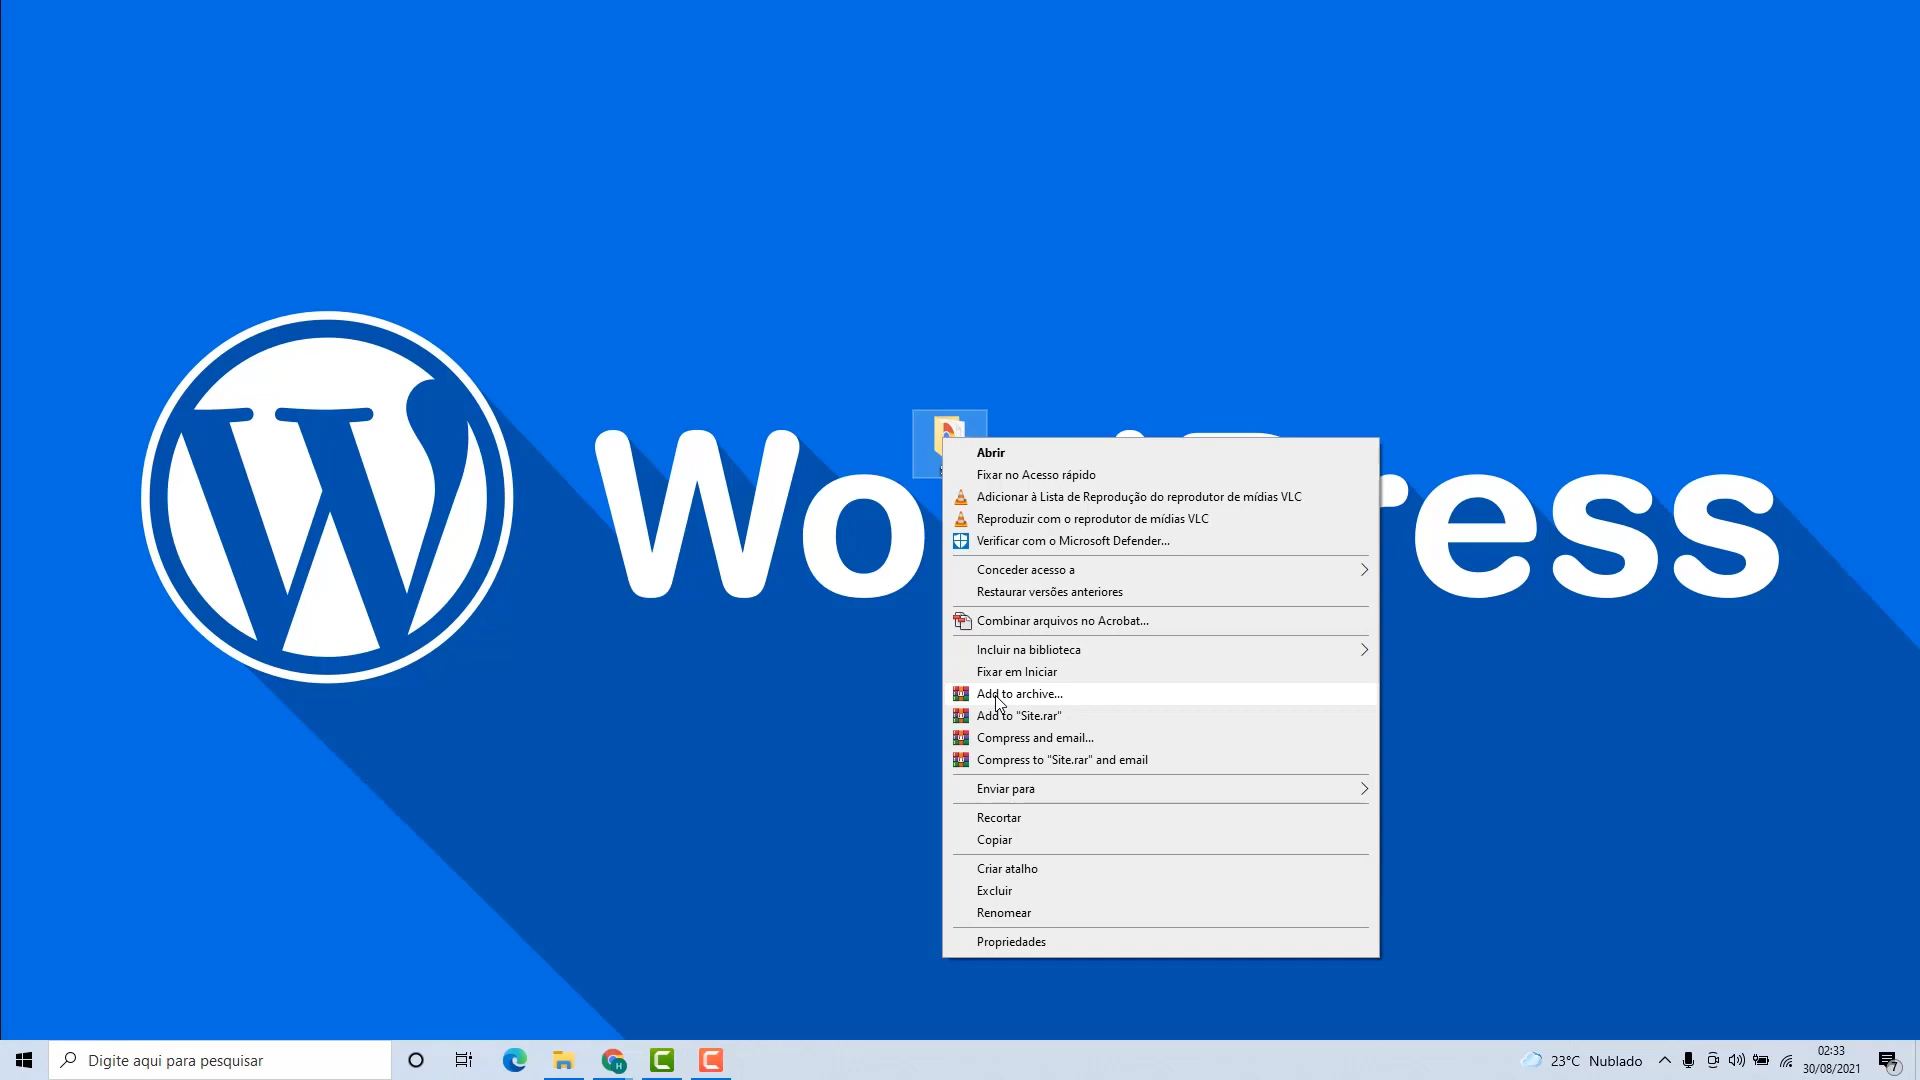 WordPress
Abrir
Fixar no Acesso rápido
Adicionar à Lista de Reprodução do reprodutor de mídias VLC
Reproduzir com o reprodutor de mídias VLC
Verificar com o Microsoft Defender...
Conceder acesso a
Restaurar versões anteriores
Combinar arquivos no Acrobat...
Incluir na biblioteca
Fixar em Iniciar
Add to archive...
Add to "Site.rar"
Compress and email...
Compress to "Site.rar" and email
Enviar para
Recortar
Copiar
Criar atalho
Excluir
Renomear
Propriedades
Digite aqui para pesquisar
23°C Nublado
02:33
30/08/2021
7